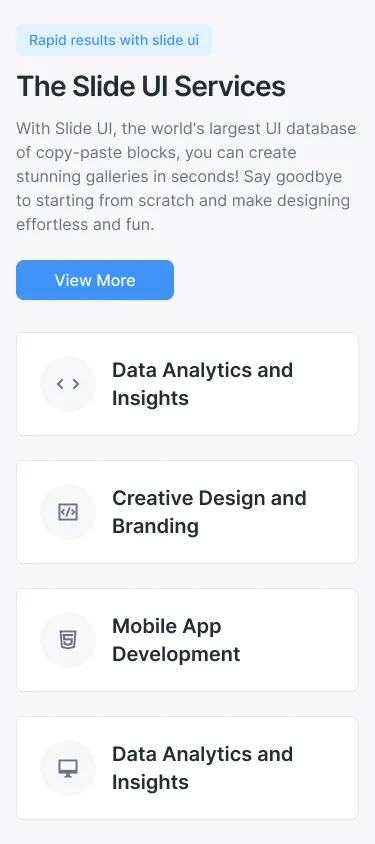 Rapid results with slide ui
The Slide UI Services
With Slide UI, the world's largest UI database
of copy-paste blocks, you can create
stunning galleries in seconds! Say goodbye
to starting from scratch and make designing
effortless and fun.
View More
Data Analytics and
Insights
Creative Design and
Branding
Mobile App
Development
Data Analytics and
Insights